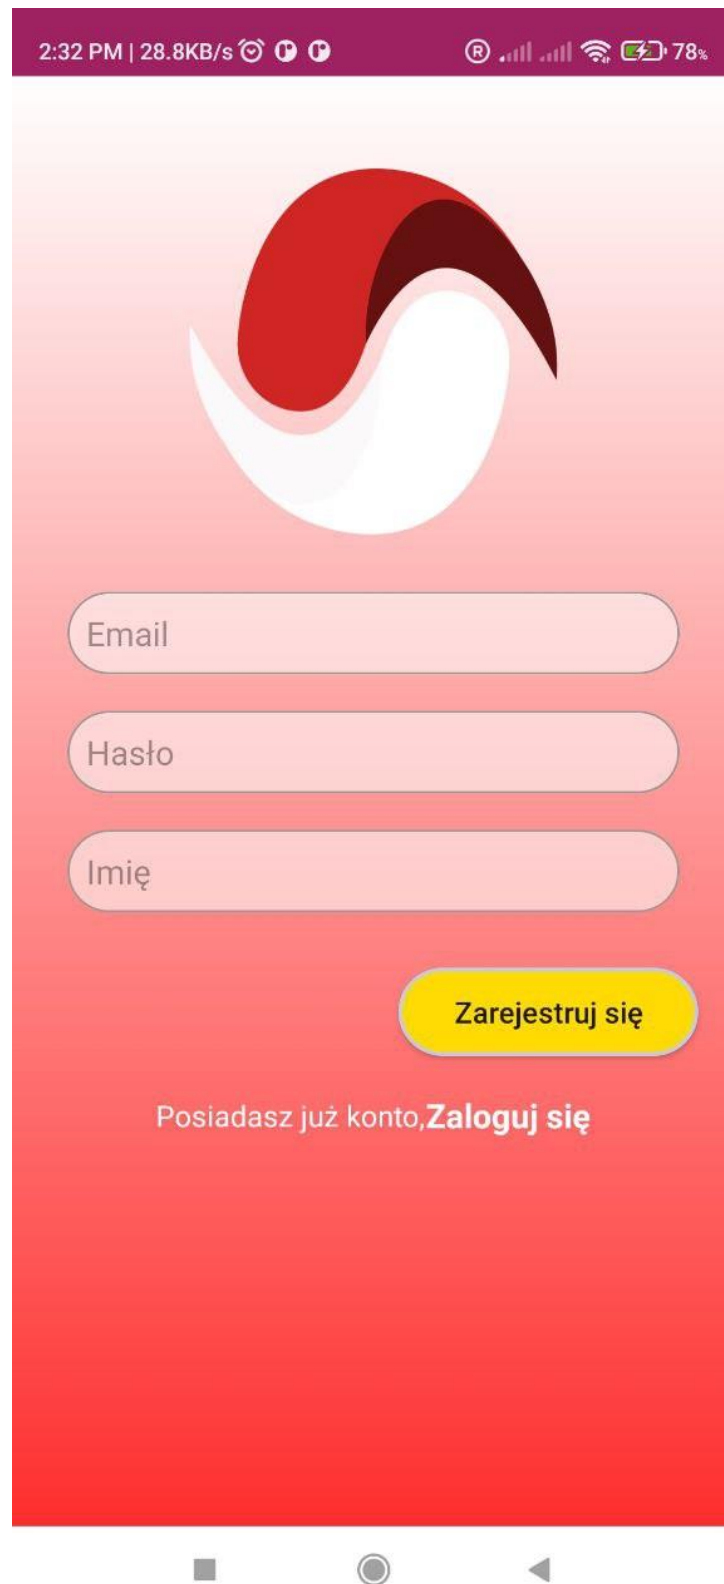 2:32 PM | 28.8KB/s
78%
Email
Hasło
Imię
Zarejestruj się
Posiadasz już konto,Zaloguj się